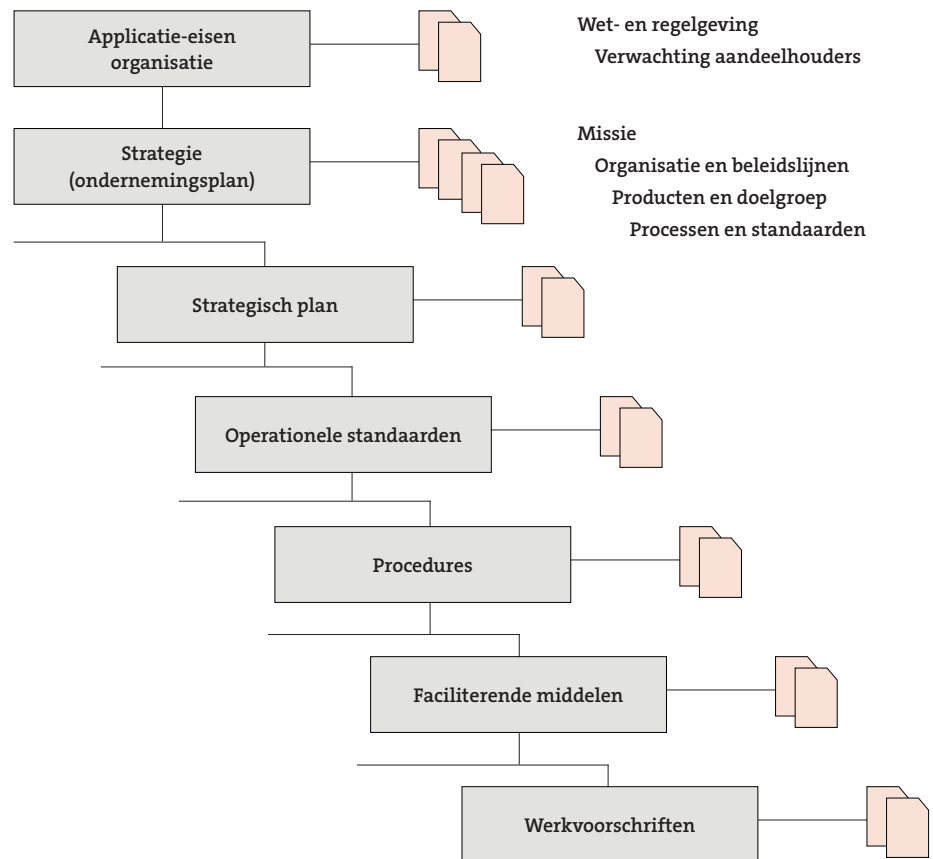 Applicatie-eisen
organisatie
Wet- en regelgeving
Verwachting aandeelhouders
Strategie
(ondernemingsplan)
Missie
Organisatie en beleidslijnen
Producten en doelgroep
Processen en standaarden
Strategisch plan
Operationele standaarden
Procedures
Faciliterende middelen
Werkvoorschriften